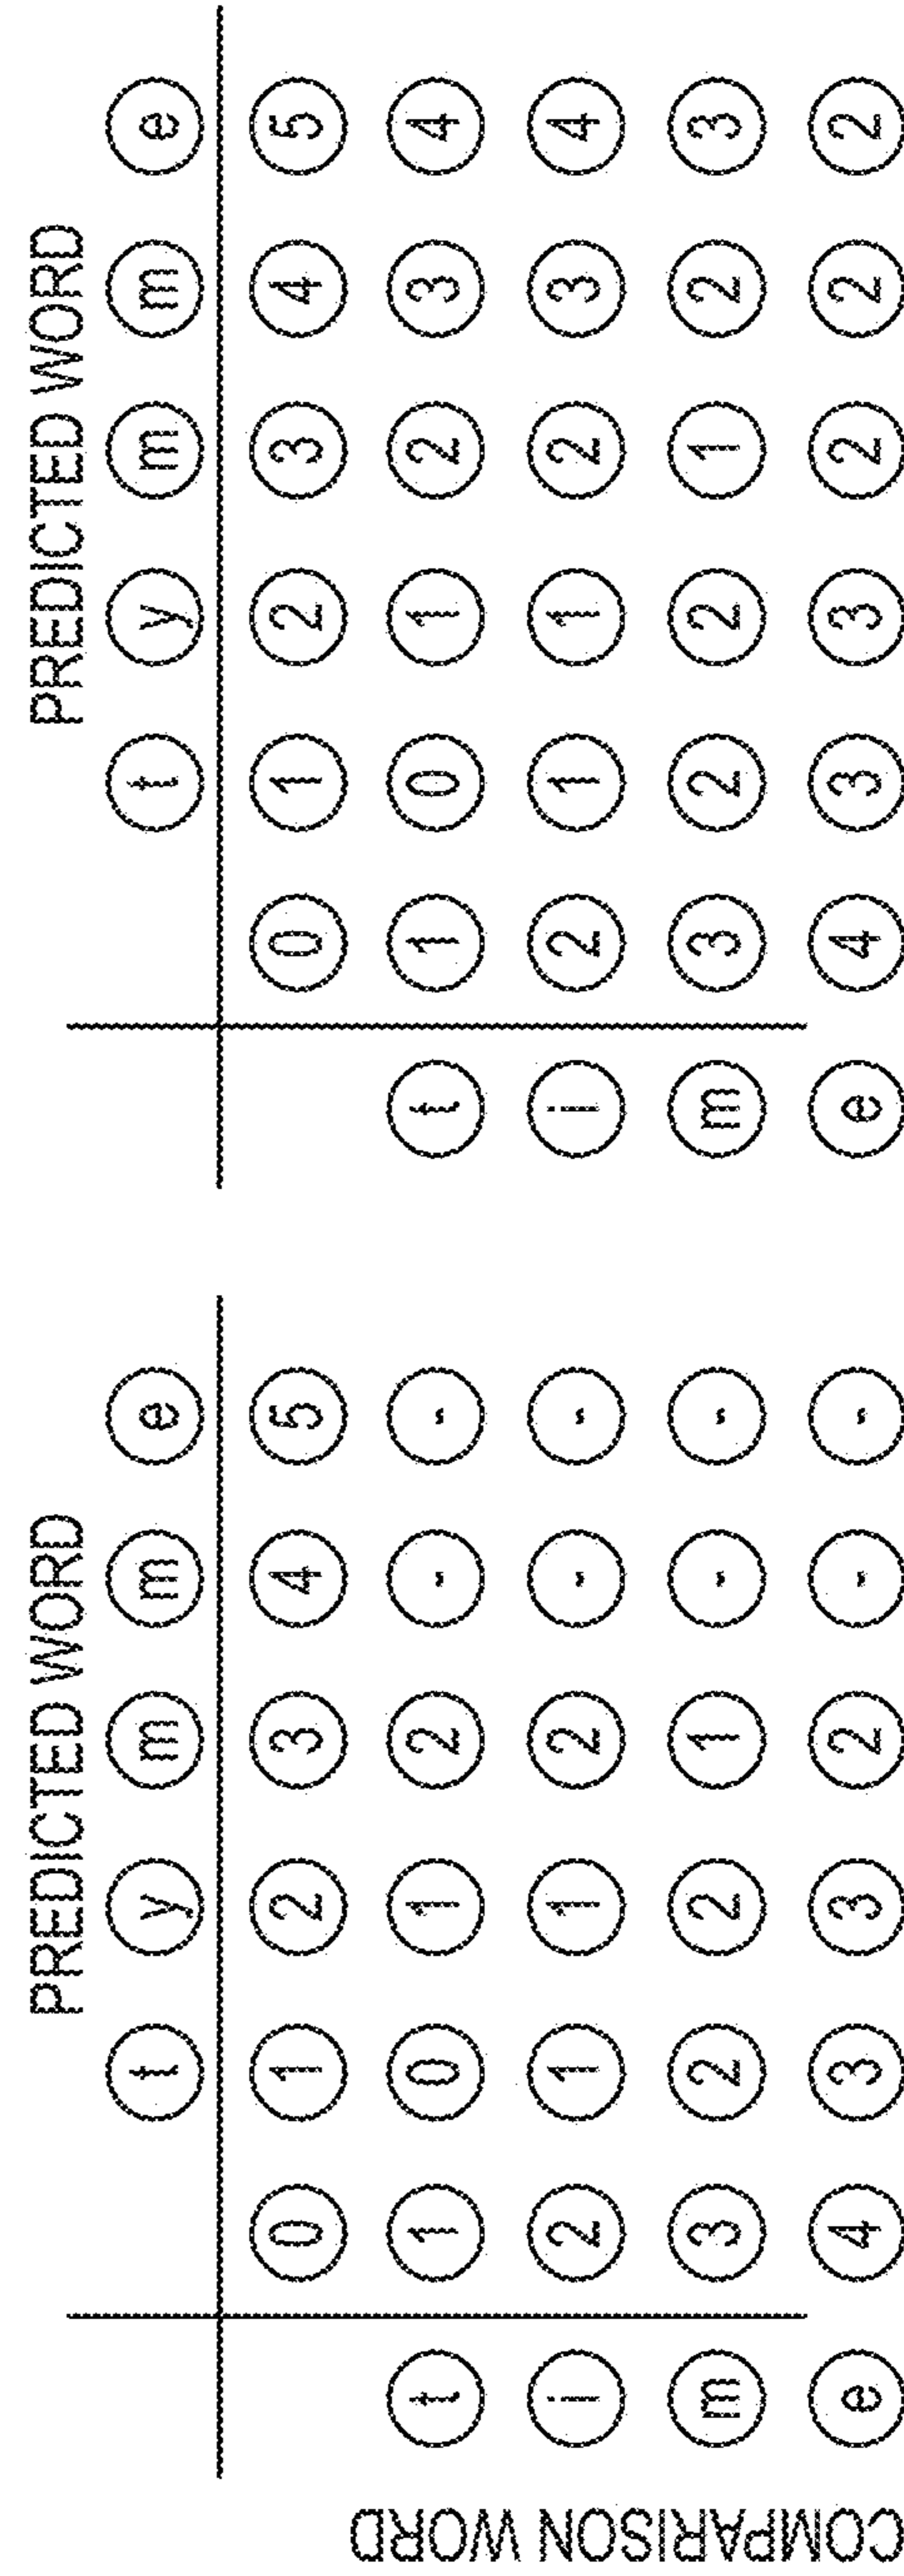 PREDICTED WORD
t y m m e
0 1 2 3 4 5
t 1 0 1 2 - -
i 2 1 1 2 - -
m 3 2 2 1 - -
e 4 3 3 2 - -
COMPARISON WORD
PREDICTED WORD
t y m m e
0 1 2 3 4 5
t 1 0 1 2 3 4
i 2 1 1 2 3 4
m 3 2 2 1 2 3
e 4 3 3 2 2 2